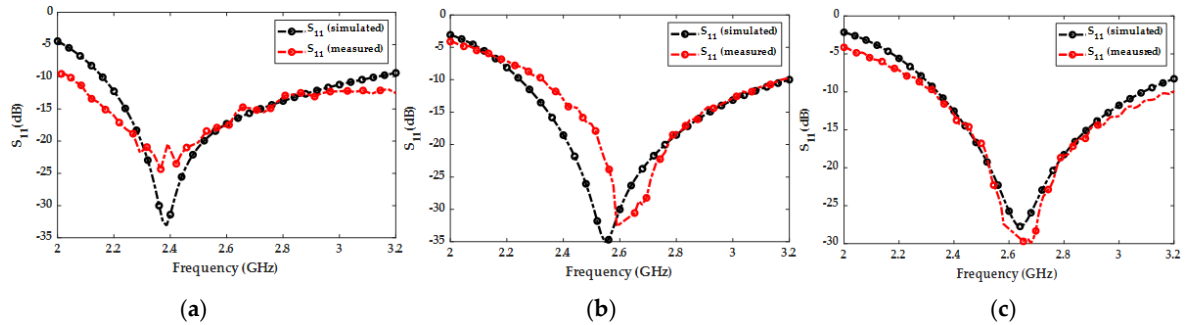 0
-5
-10
-15
-20
-25
-30
-35
S11(dB)
2
2.2
2.4
2.6
2.8
3
3.2
Frequency (GHz)
S11 (simulated)
S11 (measured)
(a)
0
-5
-10
-15
-20
-25
-30
-35
S11(dB)
2
2.2
2.4
2.6
2.8
3
3.2
Frequency (GHz)
S11 (simulated)
S11 (measured)
(b)
0
-5
-10
-15
-20
-25
-30
S11(dB)
2
2.2
2.4
2.6
2.8
3
3.2
Frequency (GHz)
S11 (simulated)
S11 (meausred)
(c)